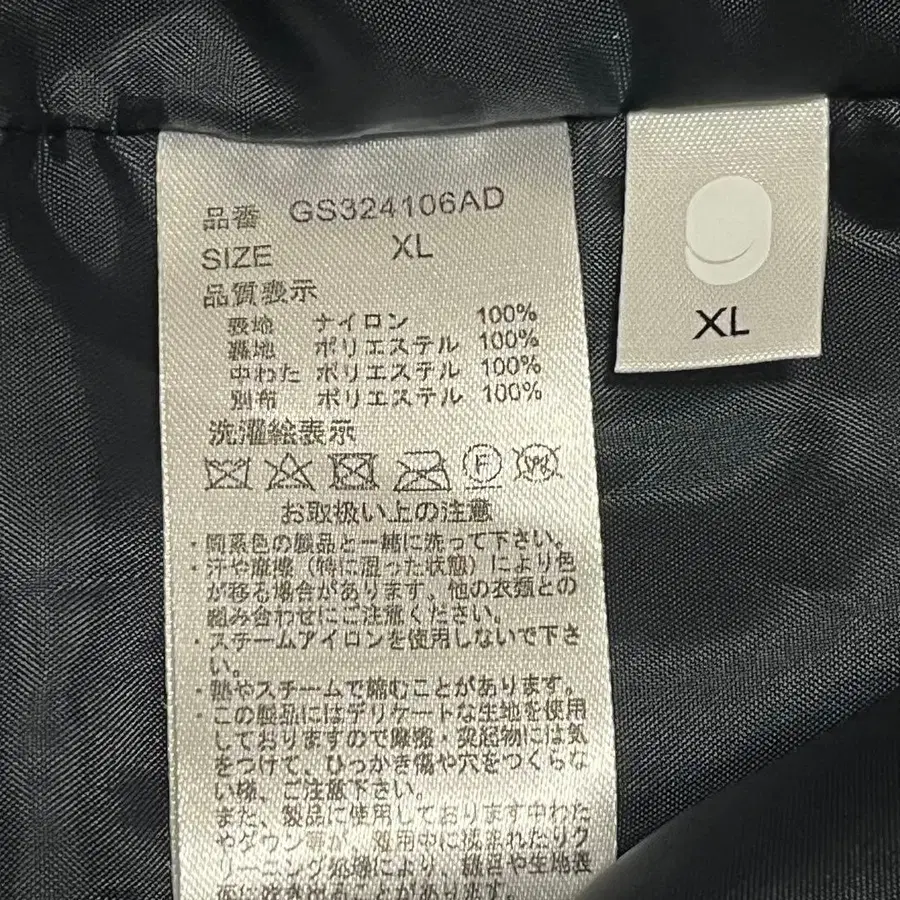 品番 GS324106AD
SIZE XL
品質表示
表地 ナイロン 100%
裏地 ポリエステル 100%
中わた ポリエステル 100%
別布 ポリエステル 100%
洗濯絵表示
F
お取扱い上の注意
・同系色の製品と一緒に洗って下さい。
・汗や摩擦（特に湿った状態）により色
が移る場合があります、他の衣類との
組み合わせにご注意ください。
・スチームアイロンを使用しないで下さ
い。
・熱やスチームで縮むことがあります。
・この製品にはデリケートな生地を使用
しておりますので摩擦・突起物には気
をつけて、ひっかき傷や穴をつくらな
い様、ご注意下さい。
また、製品に使用しております中わた
やダウン等が、着用中に揉まれたりク
リーニング処理により、縫目や生地表
ことがあります。
XL